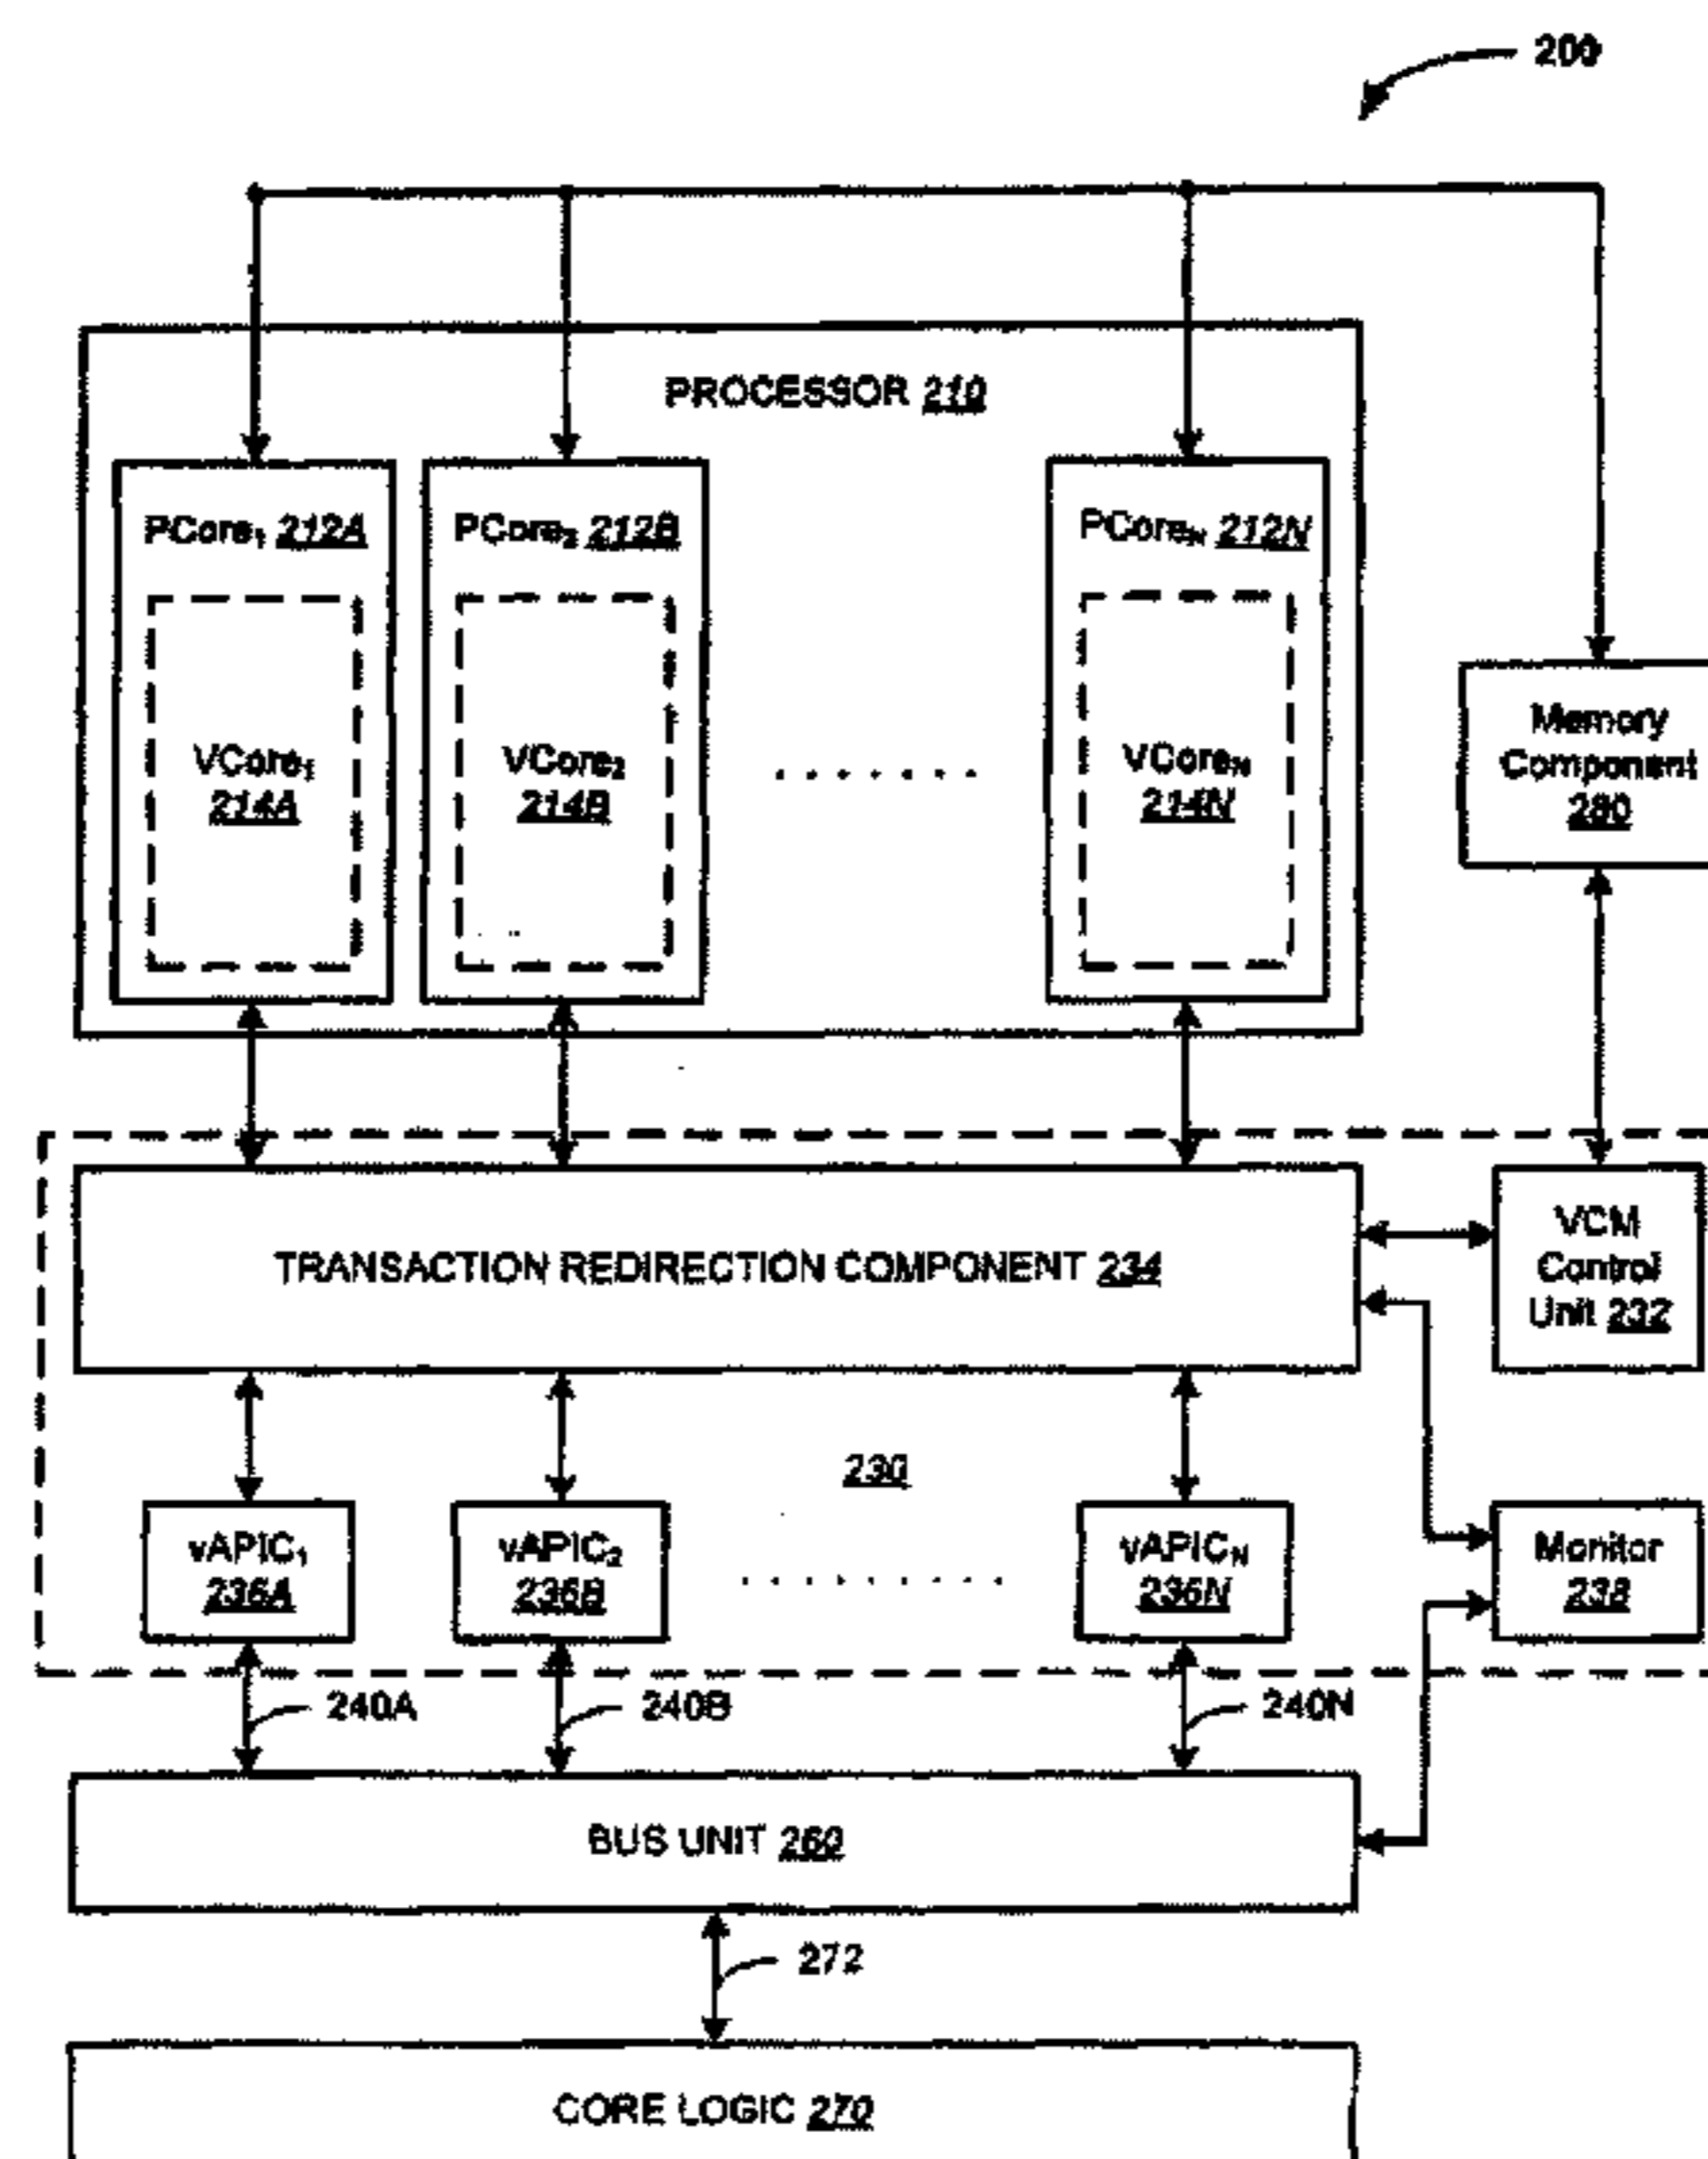 200
PROCESSOR 210
PCore₁ 212A
PCore₂ 212B
PCoreN 212N
VCore₁
214A
VCore₂
214B
VCoreN
214N
Memory
Component
280
TRANSACTION REDIRECTION COMPONENT 234
VCM
Control
Unit 232
230
vAPIC₁
236A
vAPIC₂
236B
vAPICN
236N
Monitor
238
240A
240B
240N
BUS UNIT 260
272
CORE LOGIC 270